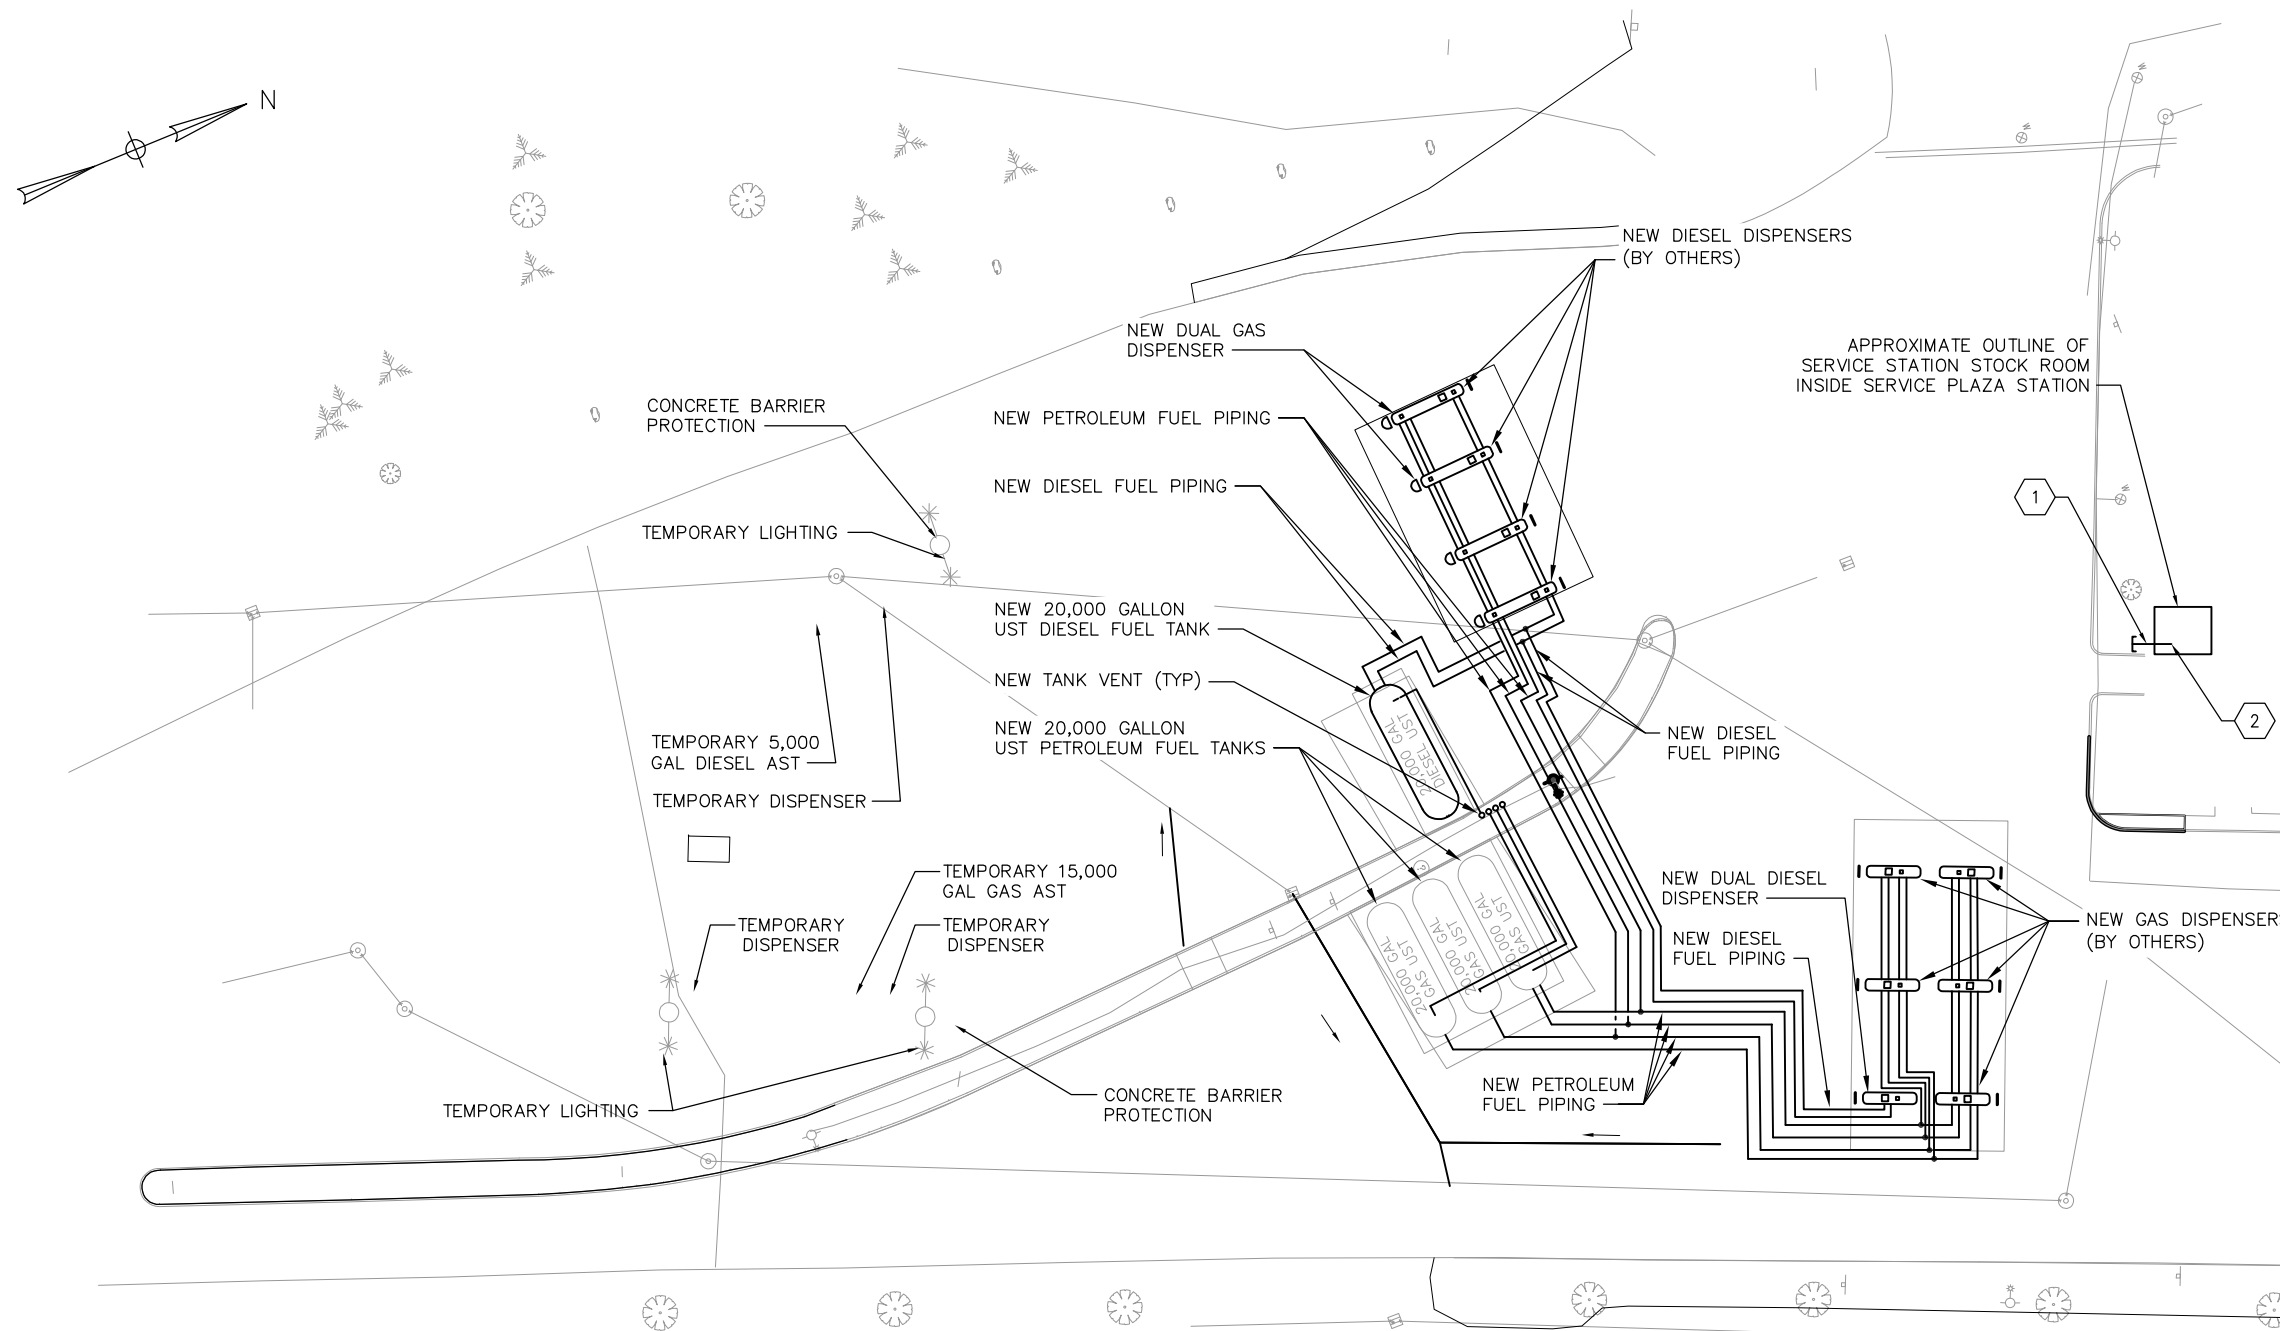 N
NEW DIESEL DISPENSERS
(BY OTHERS)
NEW DUAL GAS
DISPENSER
APPROXIMATE OUTLINE OF
SERVICE STATION STOCK ROOM
INSIDE SERVICE PLAZA STATION
CONCRETE BARRIER
PROTECTION
NEW PETROLEUM FUEL PIPING
NEW DIESEL FUEL PIPING
1
TEMPORARY LIGHTING
NEW 20,000 GALLON
UST DIESEL FUEL TANK
NEW TANK VENT (TYP)
2
NEW 20,000 GALLON
UST PETROLEUM FUEL TANKS
20,000 GAL
DIESEL UST
NEW DIESEL
FUEL PIPING
TEMPORARY 5,000
GAL DIESEL AST
TEMPORARY DISPENSER
TEMPORARY 15,000
GAL GAS AST
NEW DUAL DIESEL
DISPENSER
TEMPORARY
DISPENSER
TEMPORARY
DISPENSER
20,000 GAL
GAS UST
20,000 GAL
GAS UST
20,000 GAL
GAS UST
NEW DIESEL
FUEL PIPING
NEW GAS DISPENSERS
(BY OTHERS)
NEW PETROLEUM
FUEL PIPING
CONCRETE BARRIER
PROTECTION
TEMPORARY LIGHTING